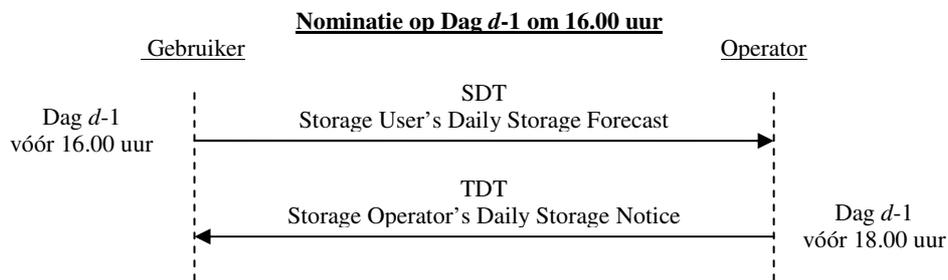 Nominatie op Dag d-1 om 16.00 uur
Gebruiker
Operator
SDT
Storage User's Daily Storage Forecast
Dag d-1
vóór 16.00 uur
TDT
Storage Operator's Daily Storage Notice
Dag d-1
vóór 18.00 uur